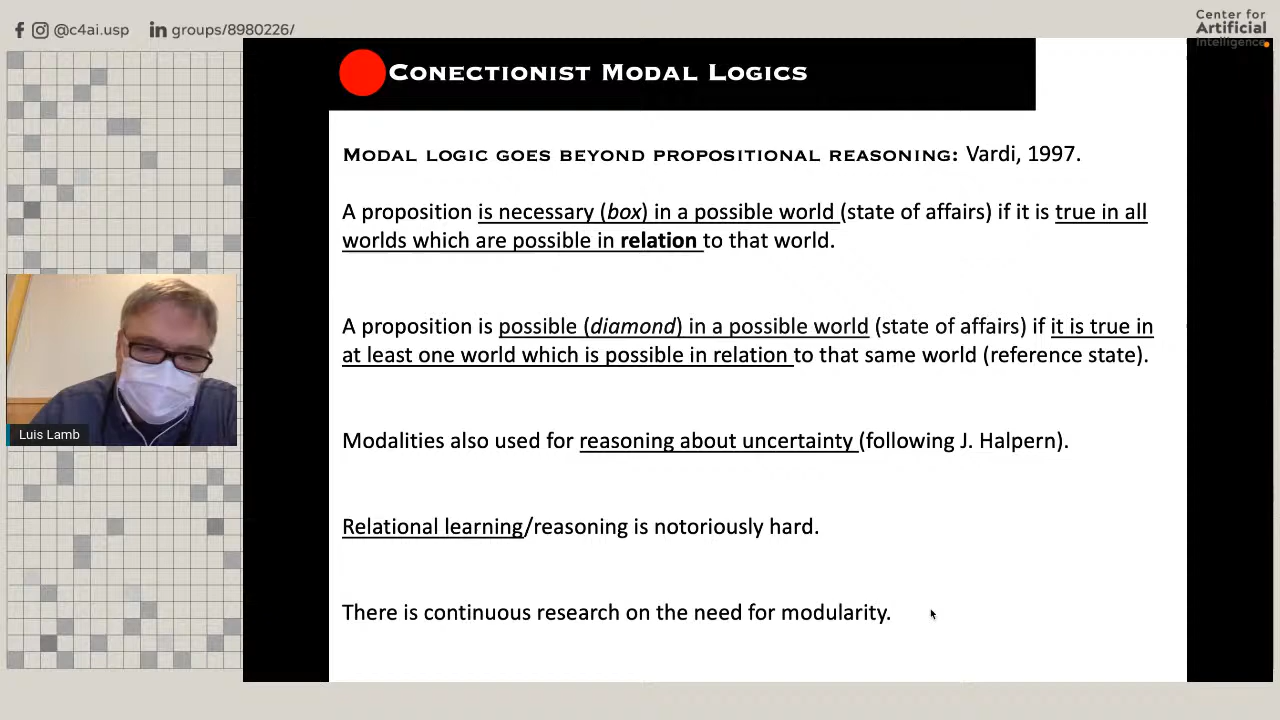 @c4ai.usp groups/8980226/
Center for
Artificial
Intelligence
CONECTIONIST MODAL LOGICS
MODAL LOGIC GOES BEYOND PROPOSITIONAL REASONING: Vardi, 1997.
A proposition is necessary (box) in a possible world (state of affairs) if it is true in all
worlds which are possible in relation to that world.
A proposition is possible (diamond) in a possible world (state of affairs) if it is true in
at least one world which is possible in relation to that same world (reference state).
Luis Lamb
Modalities also used for reasoning about uncertainty (following J. Halpern).
Relational learning/reasoning is notoriously hard.
There is continuous research on the need for modularity.